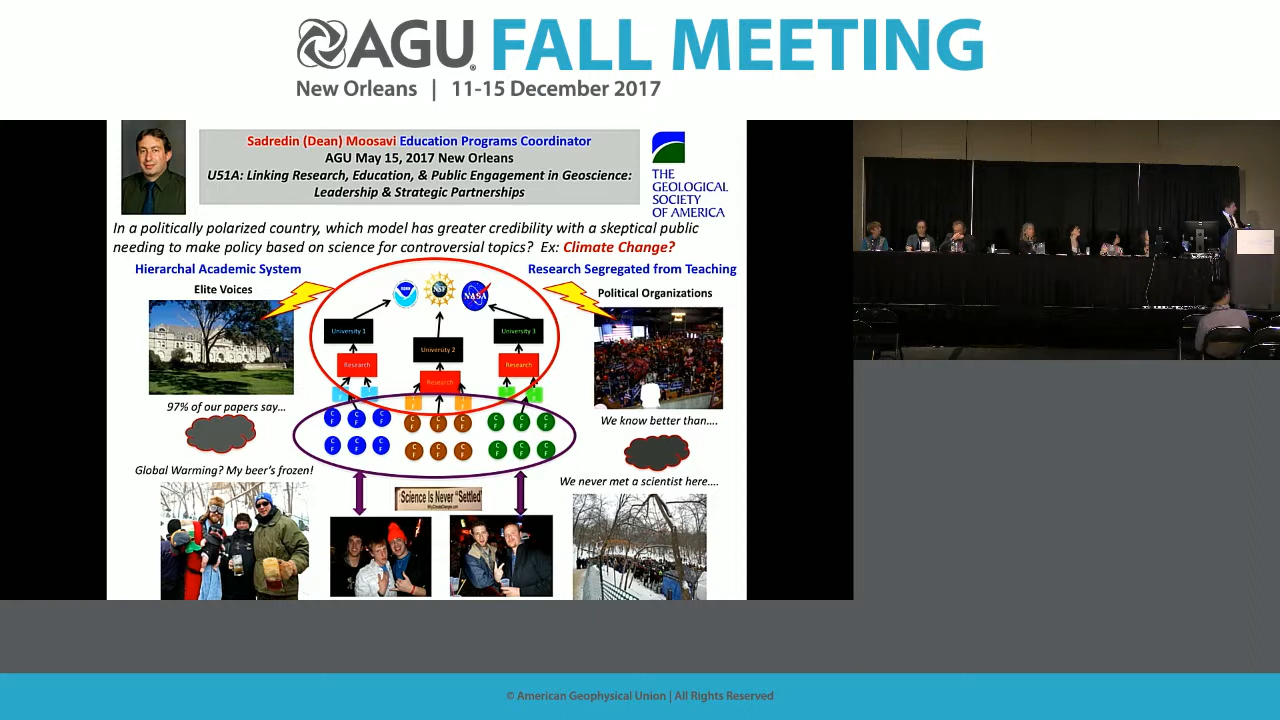 AGU FALL MEETING
New Orleans | 11-15 December 2017
Sadredin (Dean) Moosavi Education Programs Coordinator
AGU May 15, 2017 New Orleans
U51A: Linking Research, Education, & Public Engagement in Geoscience:
Leadership & Strategic Partnerships
THE
GEOLOGICAL
SOCIETY
OF AMERICA
In a politically polarized country, which model has greater credibility with a skeptical public
needing to make policy based on science for controversial topics? Ex: Climate Change?
Hierarchal Academic System
Research Segregated from Teaching
Elite Voices
Political Organizations
NSF
NASA
University 1
University 2
University 3
Research
Research
Research
97% of our papers say...
We know better than....
C
F
C
F
C
F
C
F
C
F
C
F
C
F
C
F
C
F
C
F
C
F
C
F
C
F
C
F
C
F
C
F
C
F
C
F
Global Warming? My beer's frozen!
We never met a scientist here....
Science Is Never "Settled"
© American Geophysical Union | All Rights Reserved